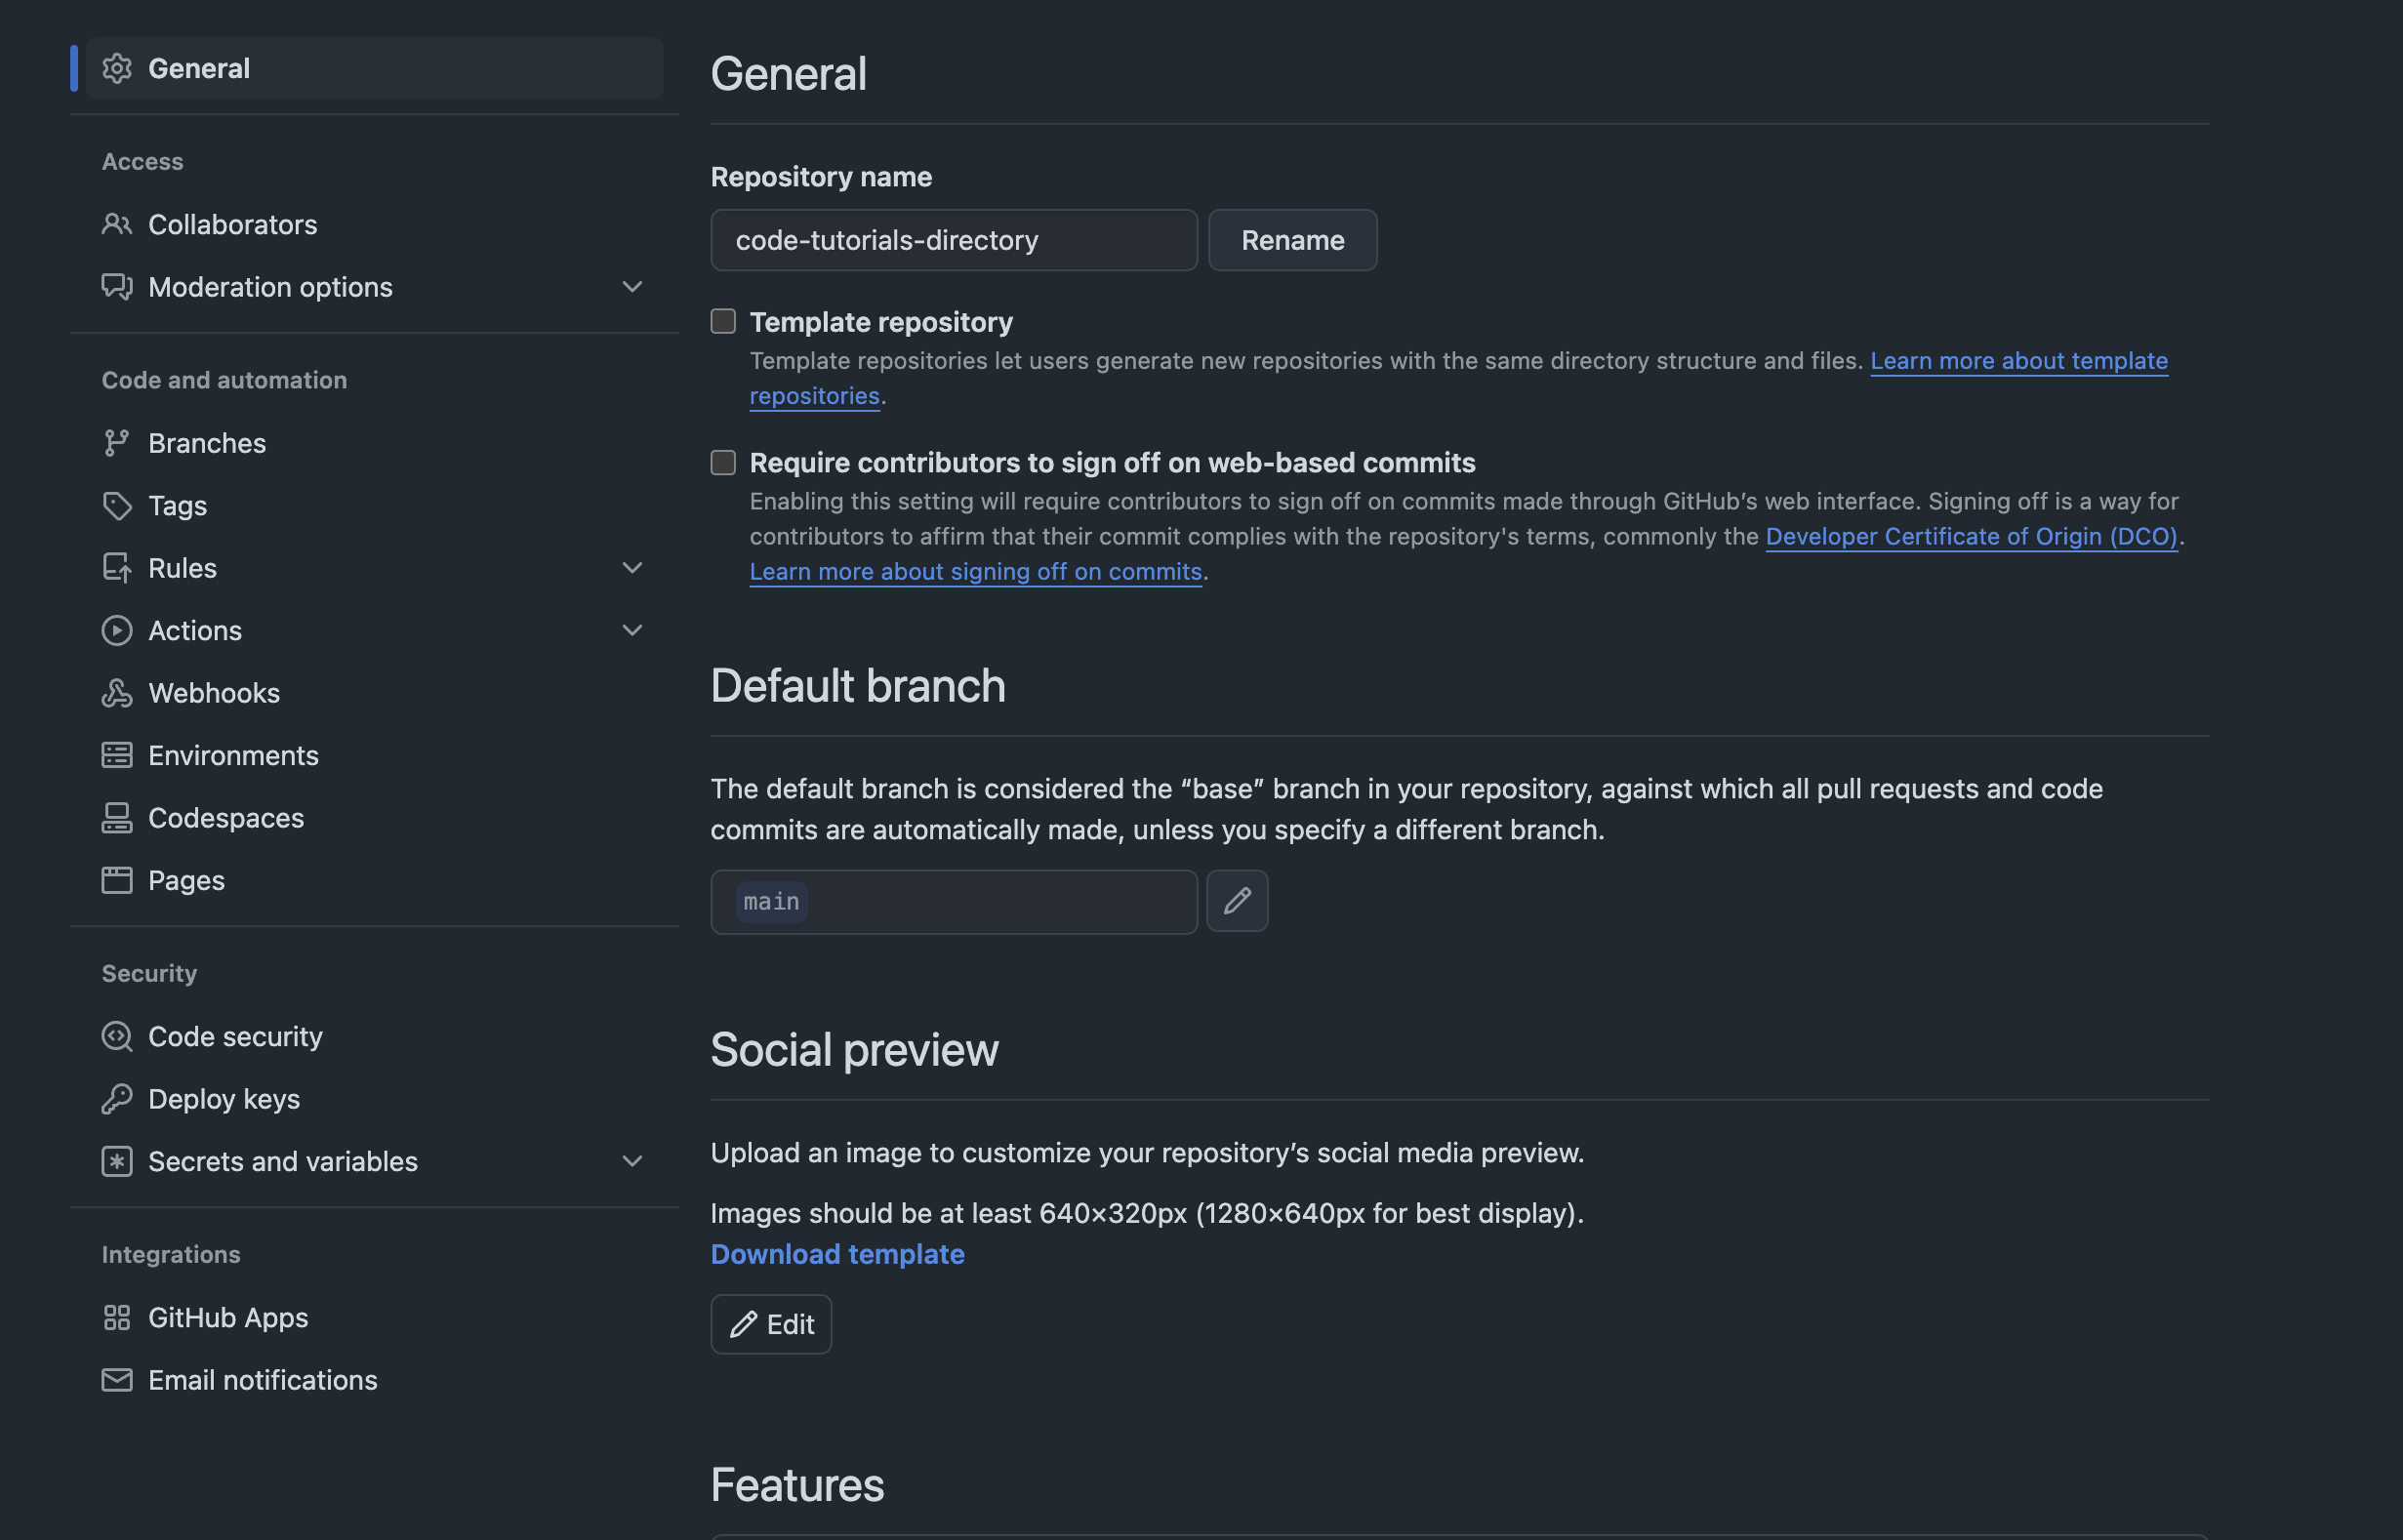 General
Access
Collaborators
Moderation options
Code and automation
Branches
Tags
Rules
Actions
Webhooks
Environments
Codespaces
Pages
Security
Code security
Deploy keys
Secrets and variables
Integrations
GitHub Apps
Email notifications
General
Repository name
code-tutorials-directory
Rename
Template repository
Template repositories let users generate new repositories with the same directory structure and files. Learn more about template
repositories.
Require contributors to sign off on web-based commits
Enabling this setting will require contributors to sign off on commits made through GitHub’s web interface. Signing off is a way for
contributors to affirm that their commit complies with the repository's terms, commonly the Developer Certificate of Origin (DCO).
Learn more about signing off on commits.
Default branch
The default branch is considered the “base” branch in your repository, against which all pull requests and code
commits are automatically made, unless you specify a different branch.
main
Social preview
Upload an image to customize your repository’s social media preview.
Images should be at least 640×320px (1280×640px for best display).
Download template
Edit
Features